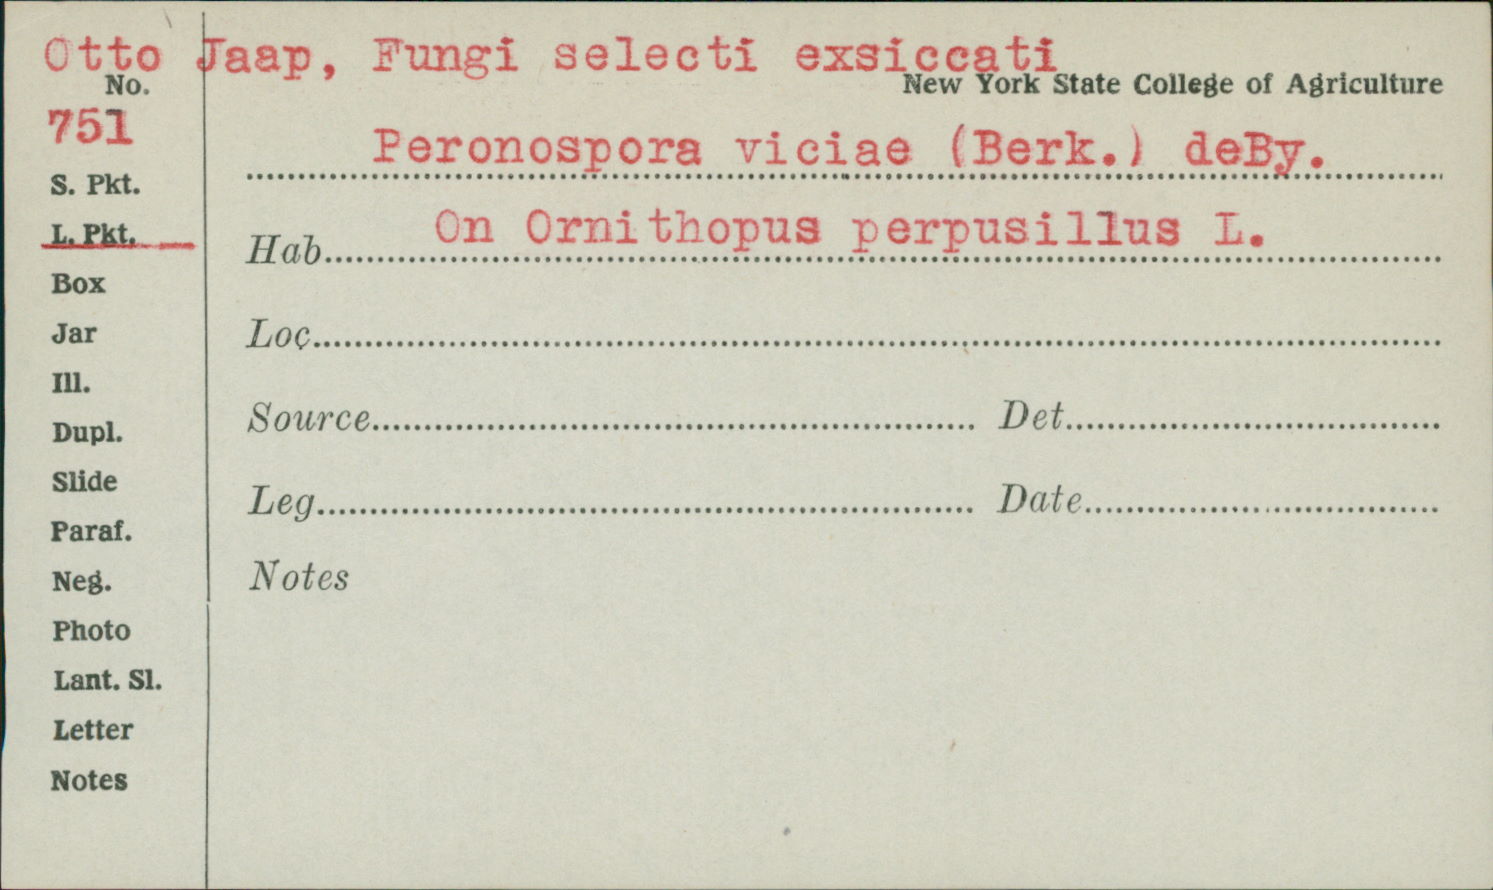 Otto Jaap, Fungi selecti exsiccati
No. New York State College of Agriculture
751
Peronospora viciae (Berk.) deBy.
S. Pkt.
L. Pkt.
Hab. On Ornithopus perpusillus L.
Box
Jar
Loc.
Ill.
Dupl.
Source Det.
Slide
Leg. Date
Paraf.
Neg.
Notes
Photo
Lant. Sl.
Letter
Notes